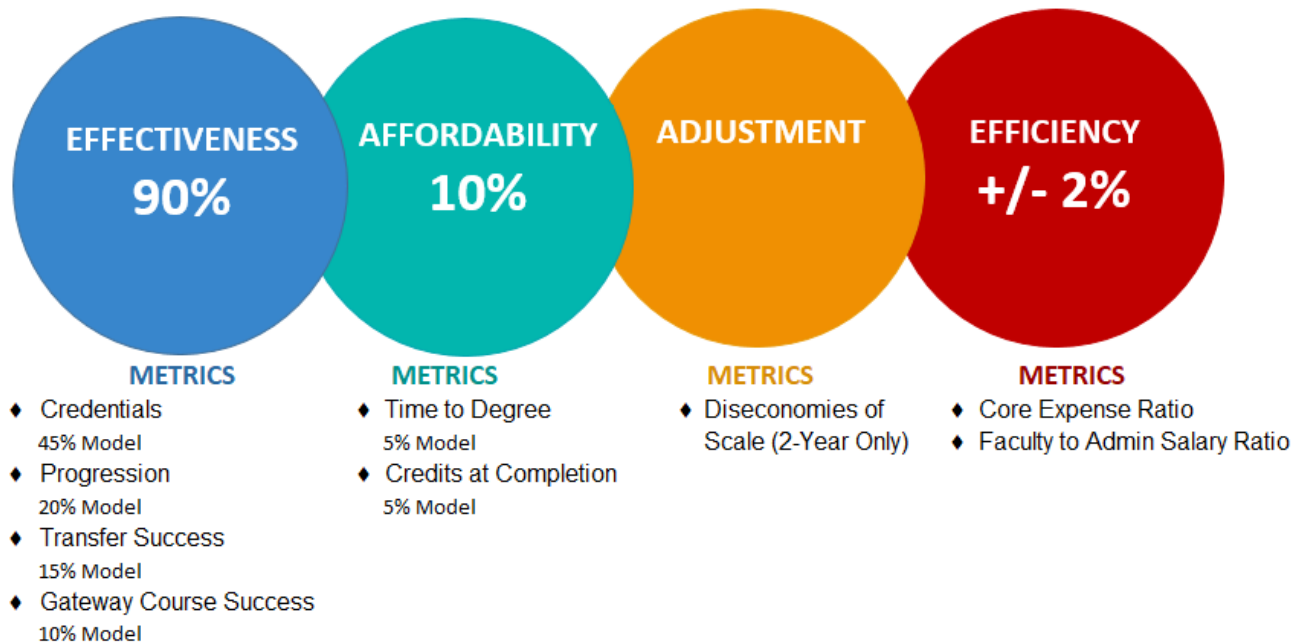 EFFECTIVENESS
90%
AFFORDABILITY
10%
ADJUSTMENT
EFFICIENCY
+/- 2%
METRICS
♦ Credentials
45% Model
♦ Progression
20% Model
♦ Transfer Success
15% Model
♦ Gateway Course Success
10% Model
METRICS
♦ Time to Degree
5% Model
♦ Credits at Completion
5% Model
METRICS
♦ Diseconomies of
Scale (2-Year Only)
METRICS
♦ Core Expense Ratio
♦ Faculty to Admin Salary Ratio